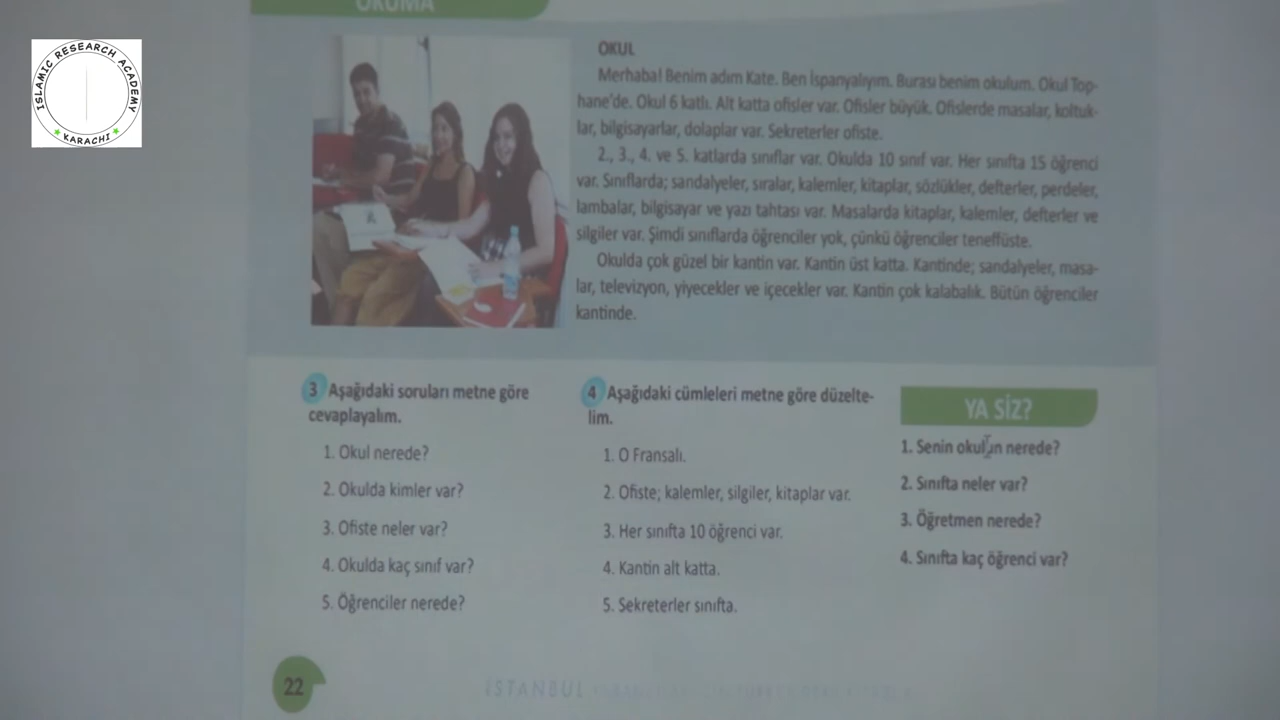 ISLAMIC RESEARCH ACADEMY
KARACHI
OKUMA
OKUL
Merhaba! Benim adım Kate. Ben İspanyalıyım. Burası benim okulum. Okul Top-
hane'de. Okul 6 katlı. Alt katta ofisler var. Ofisler büyük. Ofislerde masalar, koltuk-
lar, bilgisayarlar, dolaplar var. Sekreterler ofiste.
2., 3., 4. ve 5. katlarda sınıflar var. Okulda 10 sınıf var. Her sınıfta 15 öğrenci
var. Sınıflarda; sandalyeler, sıralar, kalemler, kitaplar, sözlükler, defterler, perdeler,
lambalar, bilgisayar ve yazı tahtası var. Masalarda kitaplar, kalemler, defterler ve
silgiler var. Şimdi sınıflarda öğrenciler yok, çünkü öğrenciler teneffüste.
Okulda çok güzel bir kantin var. Kantin üst katta. Kantinde; sandalyeler, masa-
lar, televizyon, yiyecekler ve içecekler var. Kantin çok kalabalık. Bütün öğrenciler
kantinde.
3 Aşağıdaki soruları metne göre
cevaplayalım.
1. Okul nerede?
2. Okulda kimler var?
3. Ofiste neler var?
4. Okulda kaç sınıf var?
5. Öğrenciler nerede?
4 Aşağıdaki cümleleri metne göre düzelte-
lim.
1. O Fransalı.
2. Ofiste; kalemler, silgiler, kitaplar var.
3. Her sınıfta 10 öğrenci var.
4. Kantin alt katta.
5. Sekreterler sınıfta.
YA SİZ?
1. Senin okulun nerede?
2. Sınıfta neler var?
3. Öğretmen nerede?
4. Sınıfta kaç öğrenci var?
22
İSTANBUL